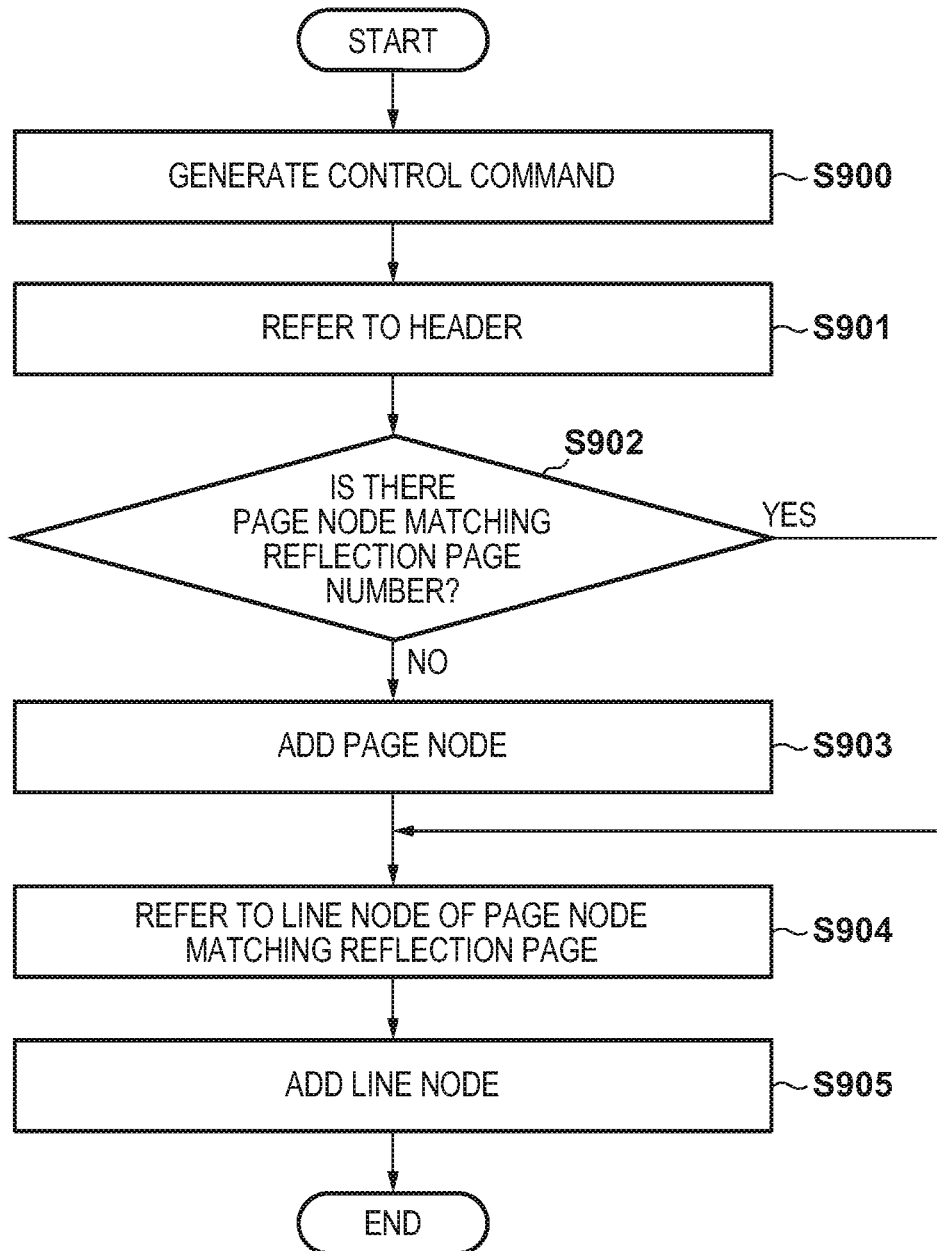 START
GENERATE CONTROL COMMAND
S900
REFER TO HEADER
S901
S902
IS THERE
PAGE NODE MATCHING
REFLECTION PAGE
NUMBER?
YES
NO
ADD PAGE NODE
S903
REFER TO LINE NODE OF PAGE NODE
MATCHING REFLECTION PAGE
S904
ADD LINE NODE
S905
END